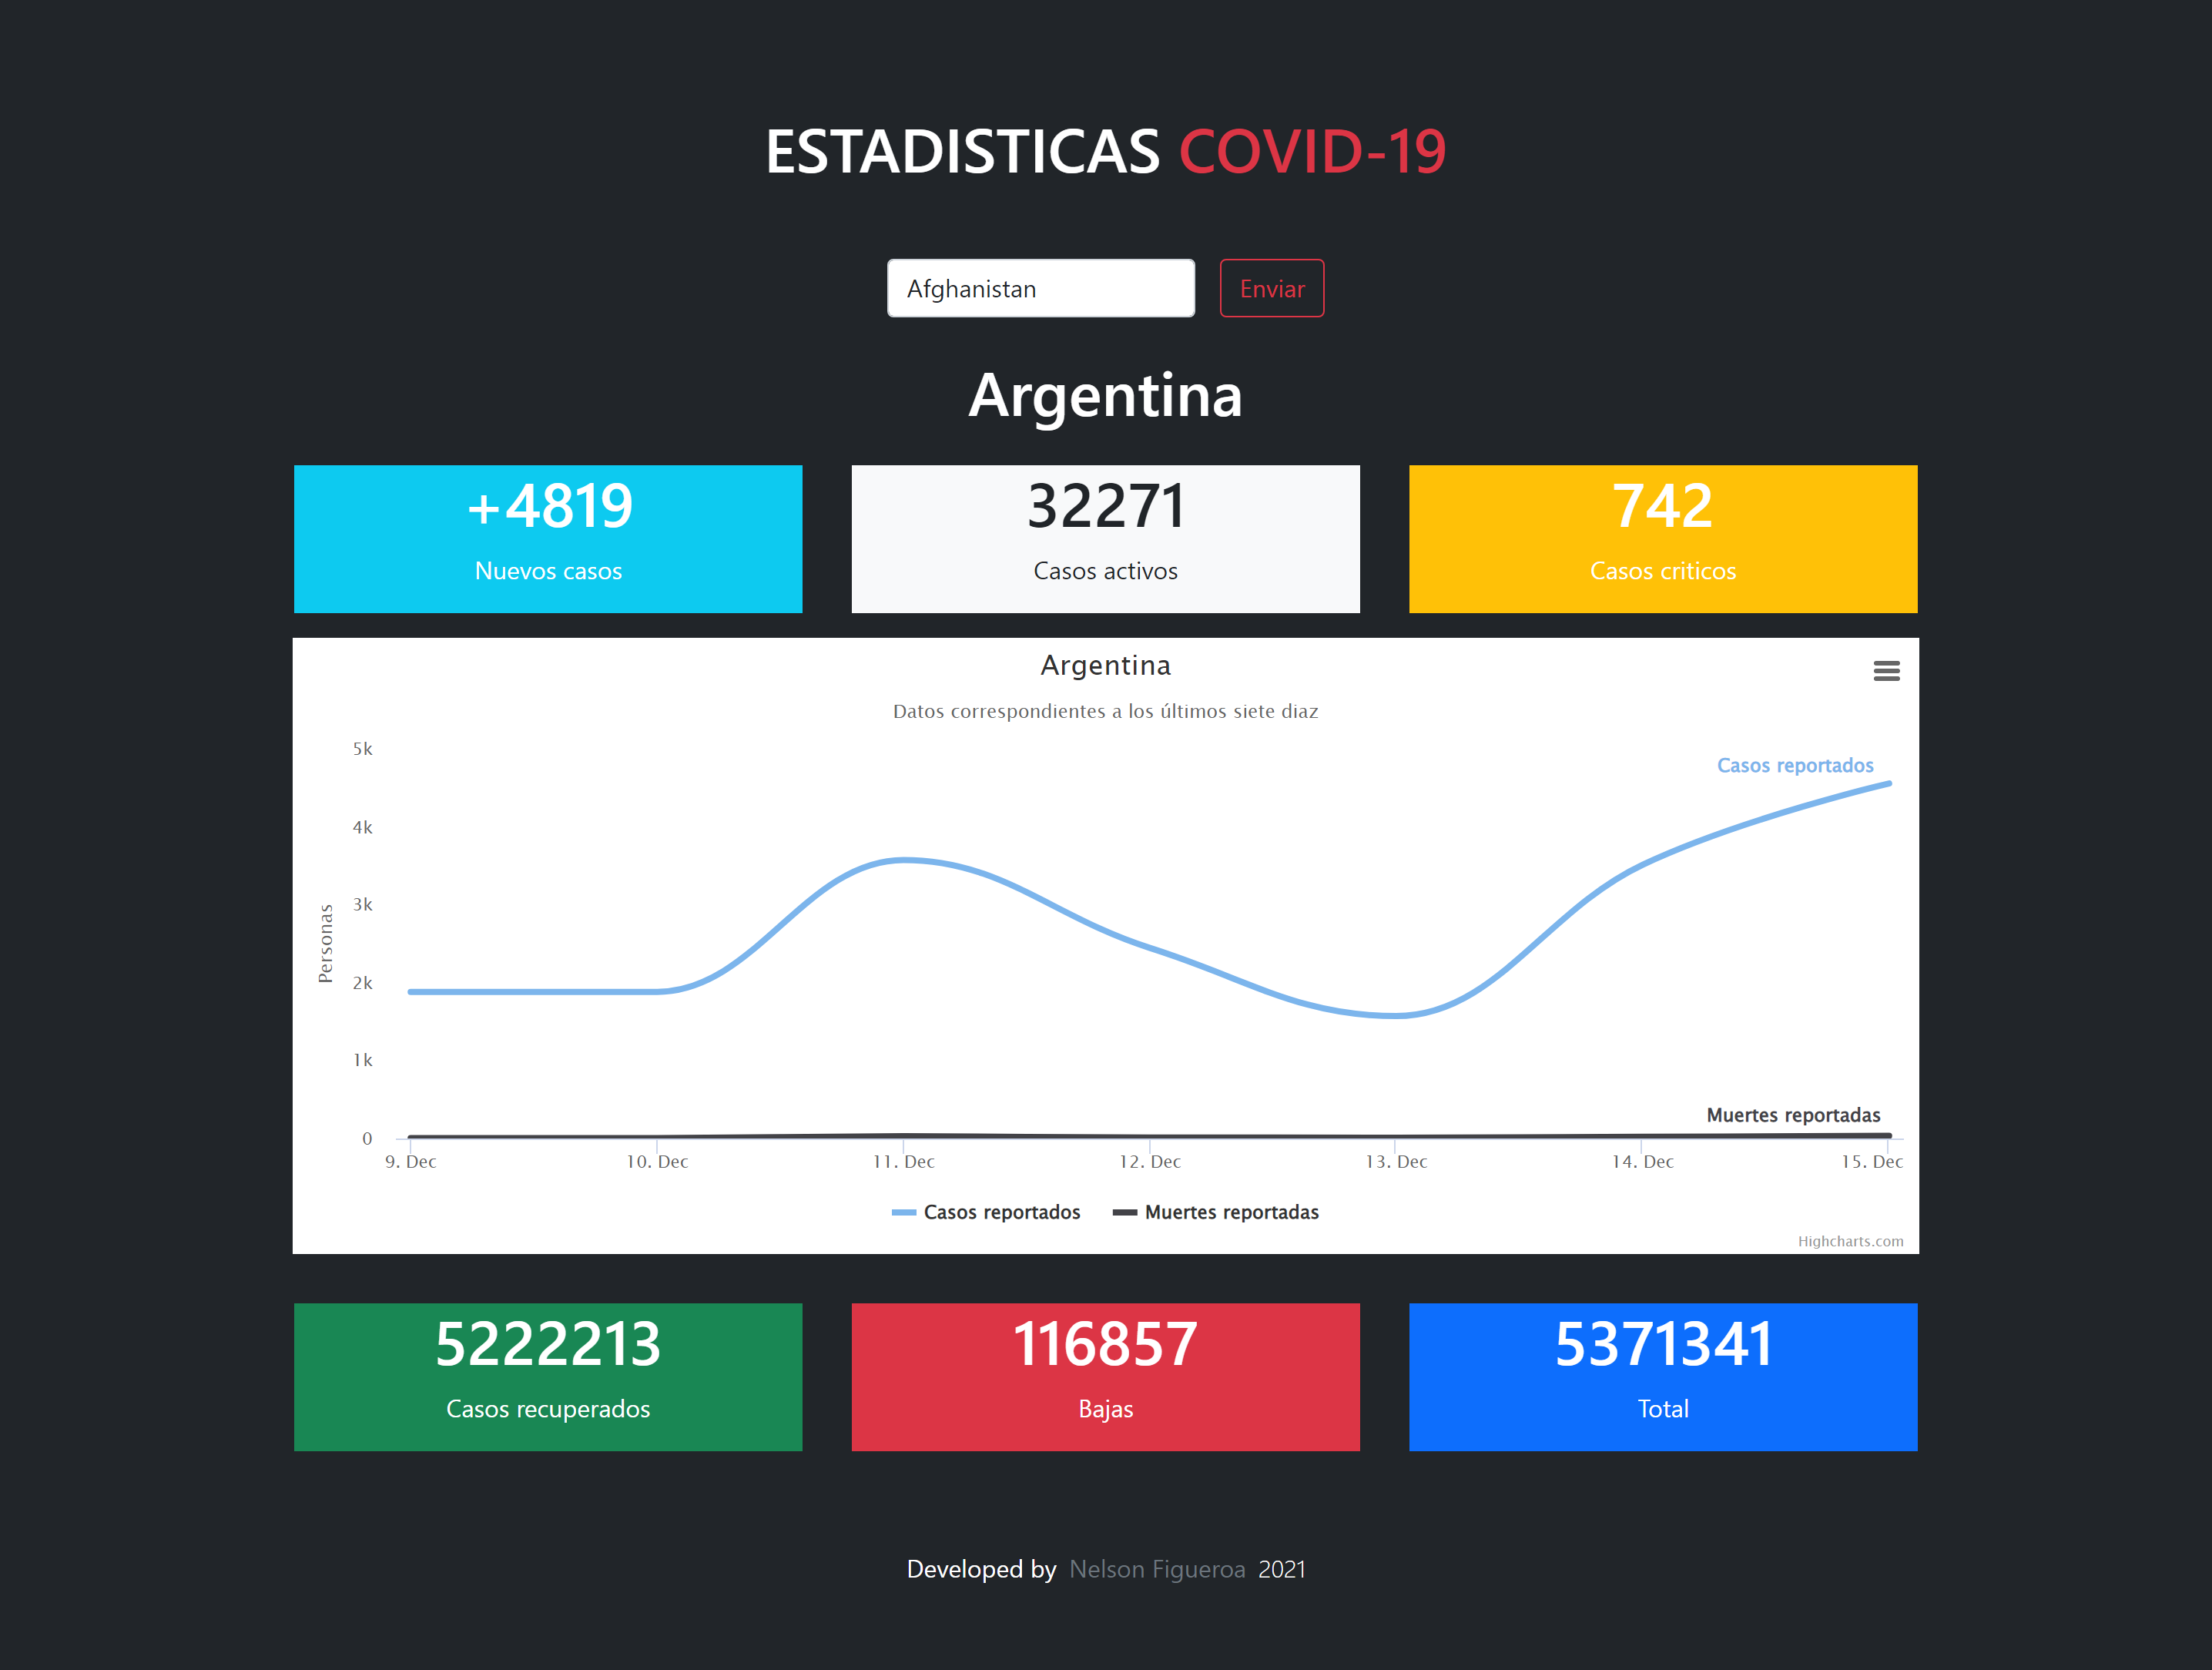 ESTADISTICAS COVID-19
Afghanistan
Enviar
Argentina
+4819
Nuevos casos
32271
Casos activos
742
Casos criticos
Argentina
Datos correspondientes a los últimos siete diaz
Personas
5k
4k
3k
2k
1k
0
Casos reportados
Muertes reportadas
9. Dec
10. Dec
11. Dec
12. Dec
13. Dec
14. Dec
15. Dec
Casos reportados
Muertes reportadas
Highcharts.com
5222213
Casos recuperados
116857
Bajas
5371341
Total
Developed by Nelson Figueroa 2021